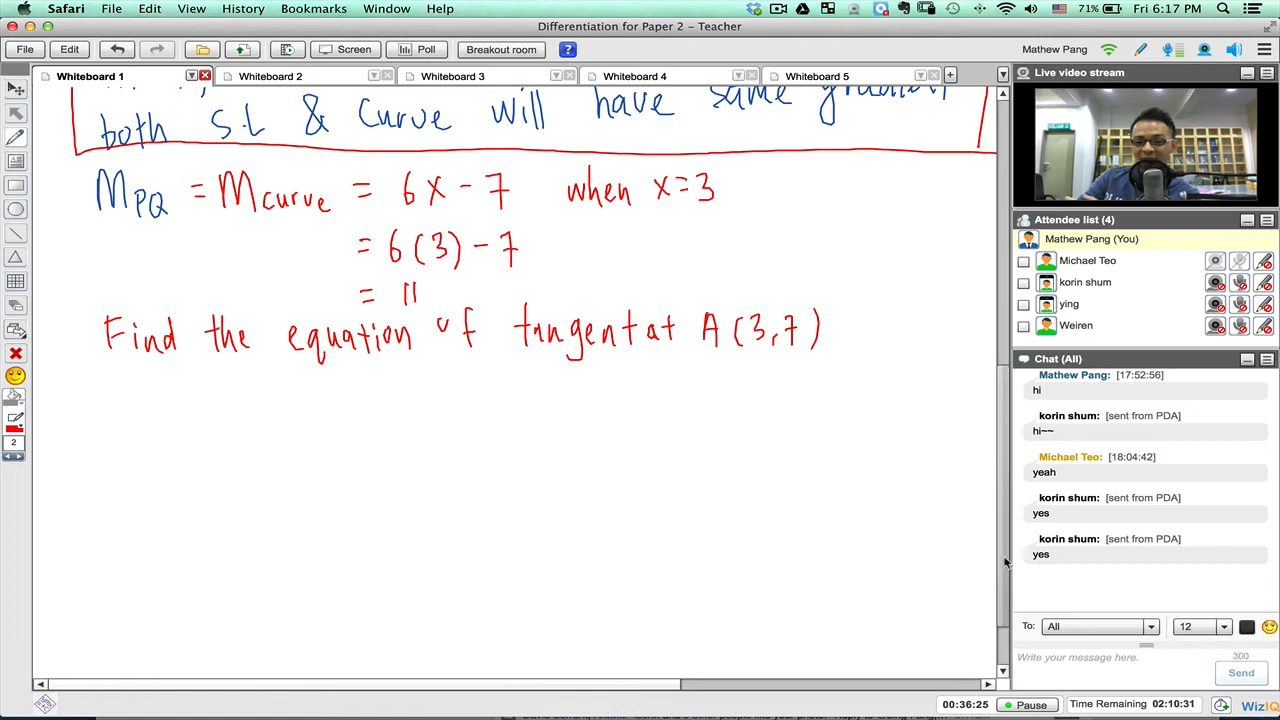 Safari File Edit View History Bookmarks Window Help 71% Fri 6:17 PM
Differentiation for Paper 2 - Teacher
File Edit Screen Poll Breakout room ? Mathew Pang
Whiteboard 1 Whiteboard 2 Whiteboard 3 Whiteboard 4 Whiteboard 5
both S.L & Curve will have same gradient
MPQ = Mcurve = 6x - 7 when x=3
= 6(3) - 7
= 11
Find the equation of tangent at A(3,7)
2
Live video stream
Attendee list (4)
Mathew Pang (You)
Michael Teo
korin shum
ying
Weiren
Chat (All)
Mathew Pang: [17:52:56]
hi
korin shum: [sent from PDA]
hi~~
Michael Teo: [18:04:42]
yeah
korin shum: [sent from PDA]
yes
korin shum: [sent from PDA]
yes
To: All 12
Write your message here. 300
Send
00:36:25 Pause Time Remaining 02:10:31 WizIQ